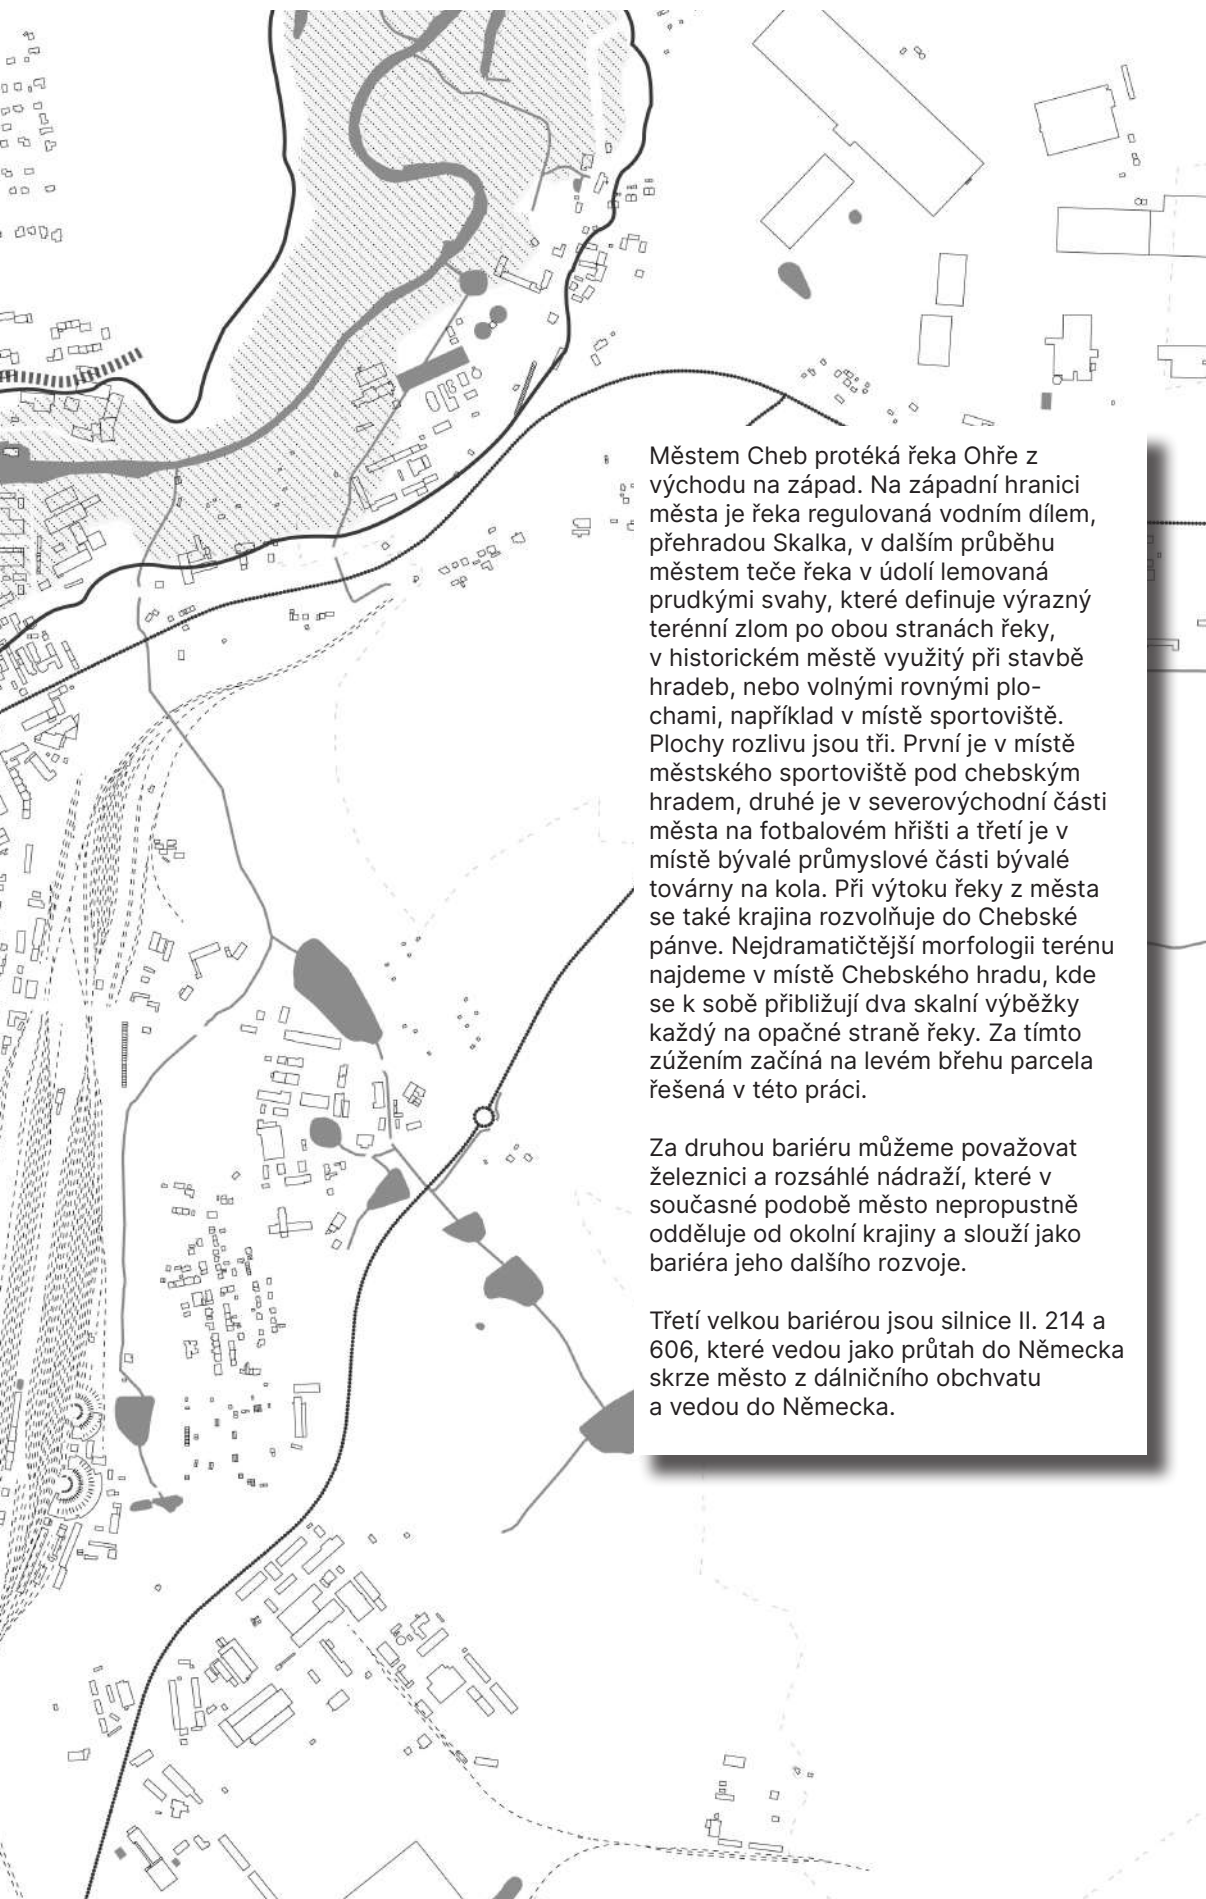 Městem Cheb protéká řeka Ohře z
východu na západ. Na západní hranici
města je řeka regulovaná vodním dílem,
přehradou Skalka, v dalším průběhu
městem teče řeka v údolí lemovaná
prudkými svahy, které definuje výrazný
terénní zlom po obou stranách řeky,
v historickém městě využitý při stavbě
hradeb, nebo volnými rovnými plo-
chami, například v místě sportoviště.
Plochy rozlivu jsou tři. První je v místě
městského sportoviště pod chebským
hradem, druhé je v severovýchodní části
města na fotbalovém hřišti a třetí je v
místě bývalé průmyslové části bývalé
továrny na kola. Při výtoku řeky z města
se také krajina rozvolňuje do Chebské
pánve. Nejdramatičtější morfologii terénu
najdeme v místě Chebského hradu, kde
se k sobě přibližují dva skalní výběžky
každý na opačné straně řeky. Za tímto
zúžením začíná na levém břehu parcela
řešená v této práci.

Za druhou bariéru můžeme považovat
železnici a rozsáhlé nádraží, které v
současné podobě město nepropustně
odděluje od okolní krajiny a slouží jako
bariéra jeho dalšího rozvoje.

Třetí velkou bariérou jsou silnice II. 214 a
606, které vedou jako průtah do Německa
skrze město z dálničního obchvatu
a vedou do Německa.